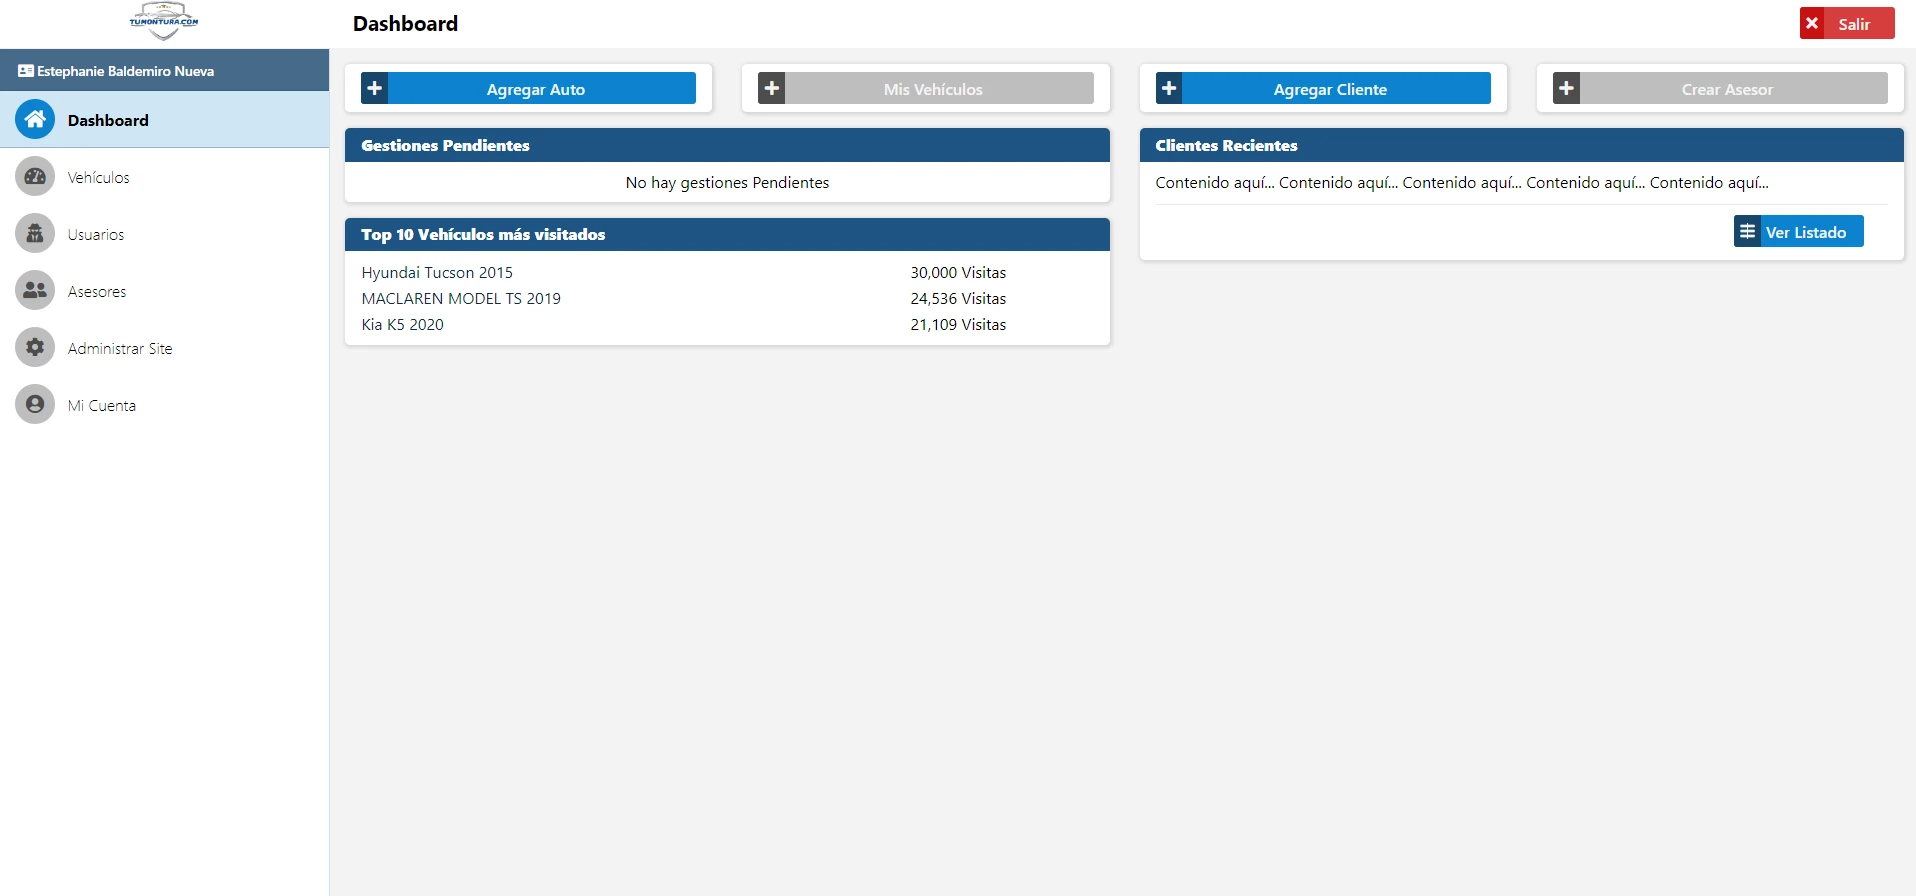 TUMONTURA.COM
Dashboard
Salir
Estephanie Baldemiro Nueva
Dashboard
Vehículos
Usuarios
Asesores
Administrar Site
Mi Cuenta
Agregar Auto
Mis Vehículos
Agregar Cliente
Crear Asesor
Gestiones Pendientes
No hay gestiones Pendientes
Top 10 Vehículos más visitados
Hyundai Tucson 2015 30,000 Visitas
MACLAREN MODEL TS 2019 24,536 Visitas
Kia K5 2020 21,109 Visitas
Clientes Recientes
Contenido aquí... Contenido aquí... Contenido aquí... Contenido aquí... Contenido aquí...
Ver Listado